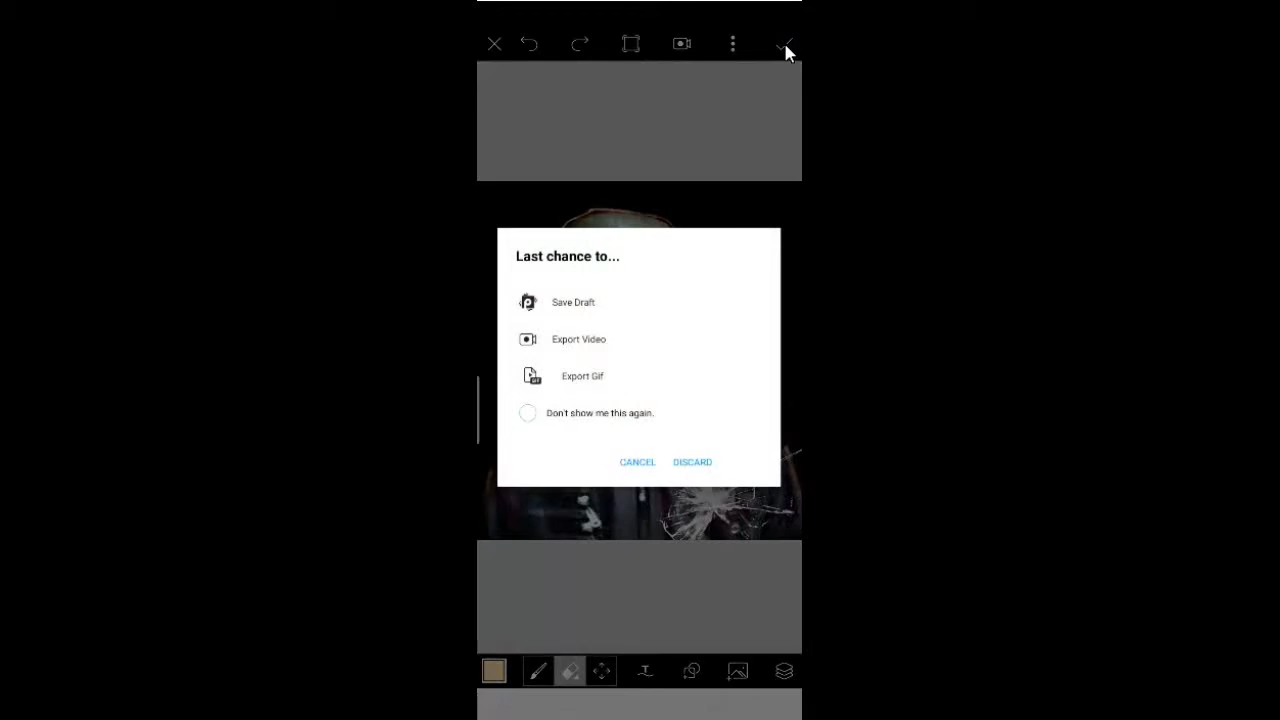 Last chance to...
Save Draft
Export Video
Export Gif
Don't show me this again.
CANCEL DISCARD